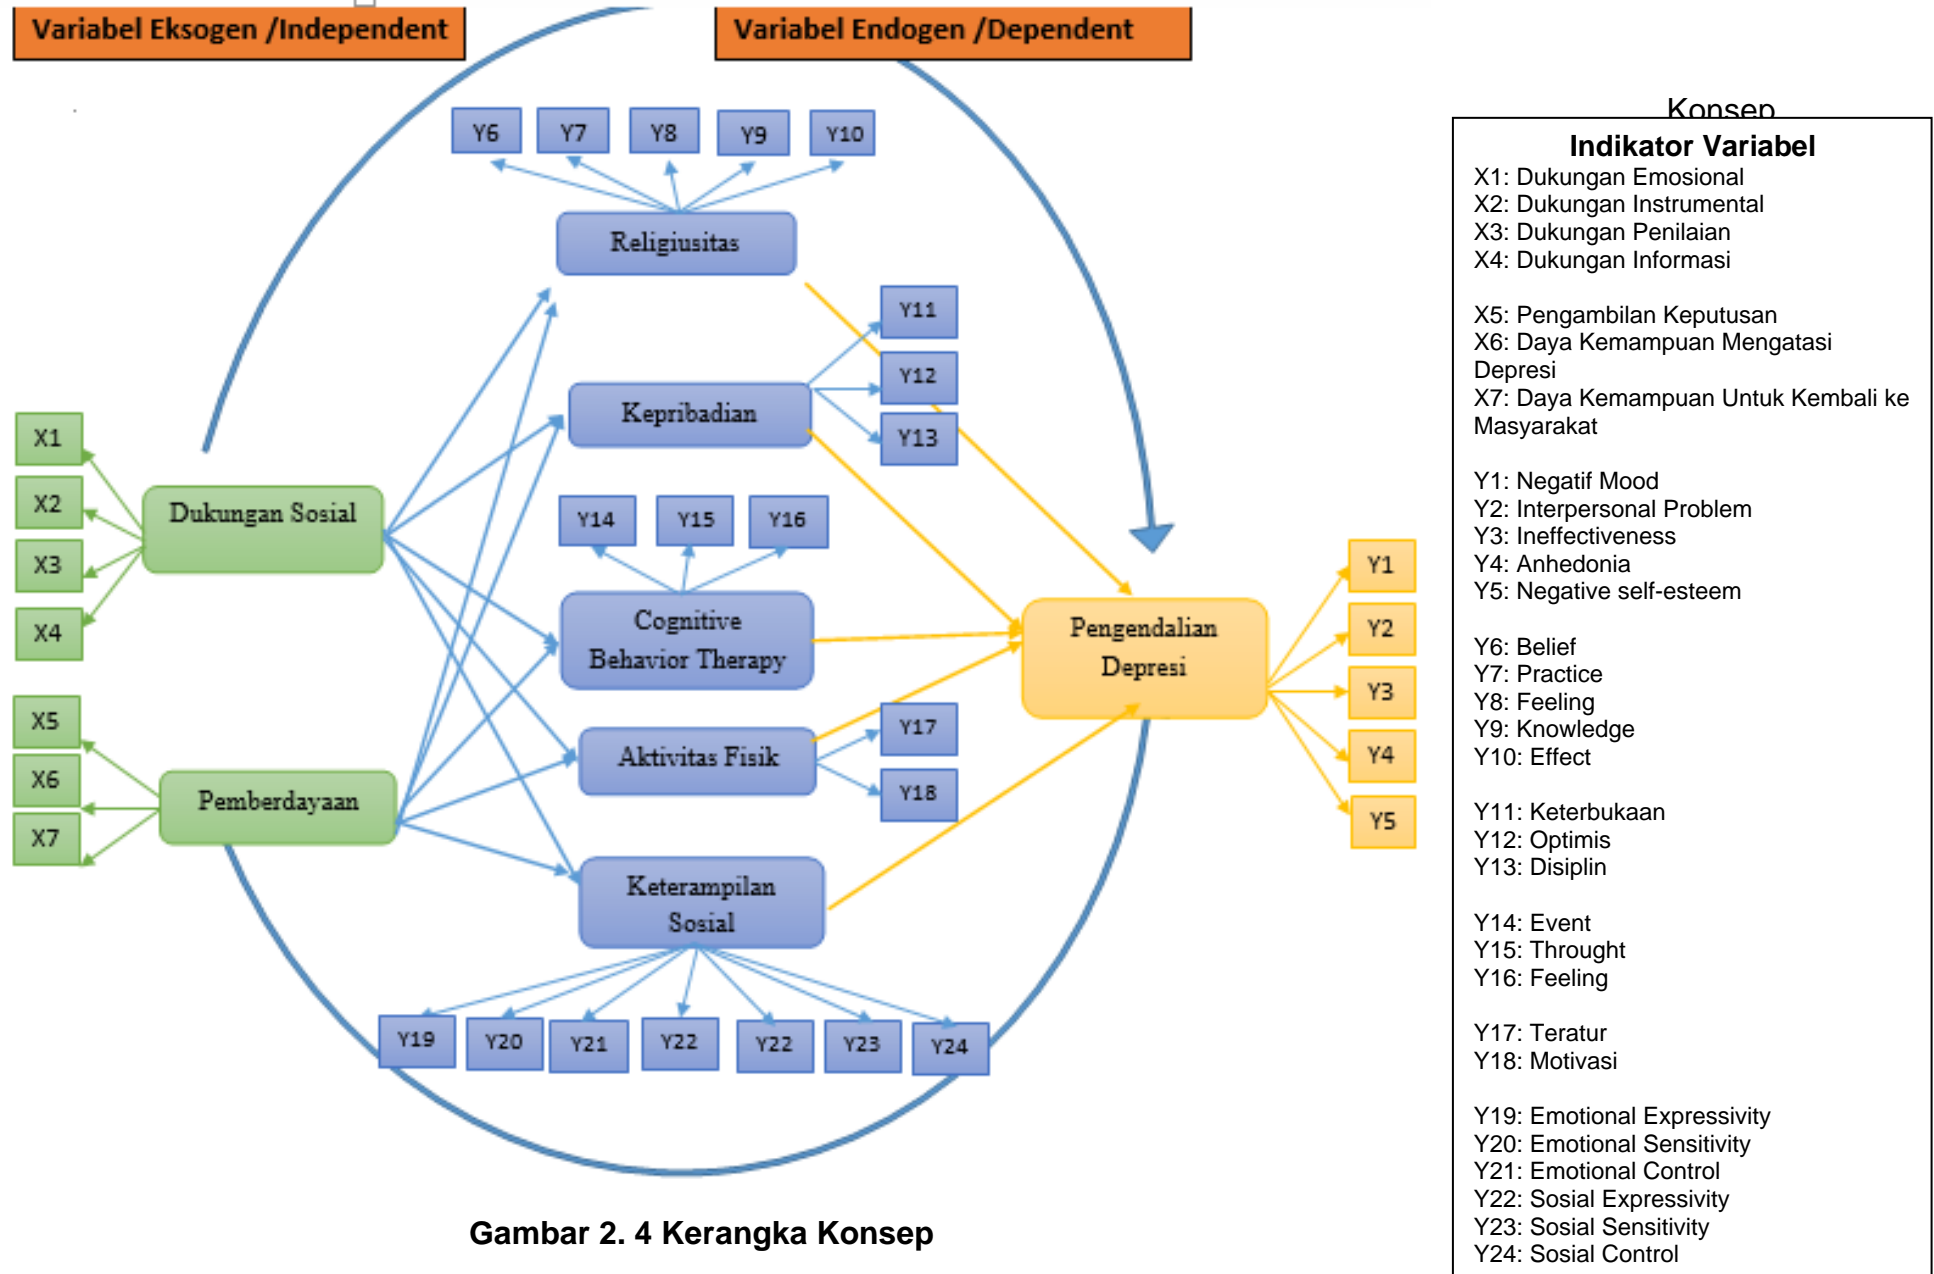 Variabel Eksogen /Independent
Variabel Endogen /Dependent
Y6
Y7
Y8
Y9
Y10
Religiusitas
Y11
Y12
Y13
Kepribadian
X1
X2
X3
X4
Dukungan Sosial
Y14
Y15
Y16
Cognitive
Behavior Therapy
Pengendalian
Depresi
Y1
Y2
Y3
Y4
Y5
X5
X6
X7
Pemberdayaan
Aktivitas Fisik
Y17
Y18
Keterampilan
Sosial
Y19
Y20
Y21
Y22
Y22
Y23
Y24
Gambar 2. 4 Kerangka Konsep
Konsep
Indikator Variabel
X1: Dukungan Emosional
X2: Dukungan Instrumental
X3: Dukungan Penilaian
X4: Dukungan Informasi
X5: Pengambilan Keputusan
X6: Daya Kemampuan Mengatasi
Depresi
X7: Daya Kemampuan Untuk Kembali ke
Masyarakat
Y1: Negatif Mood
Y2: Interpersonal Problem
Y3: Ineffectiveness
Y4: Anhedonia
Y5: Negative self-esteem
Y6: Belief
Y7: Practice
Y8: Feeling
Y9: Knowledge
Y10: Effect
Y11: Keterbukaan
Y12: Optimis
Y13: Disiplin
Y14: Event
Y15: Throught
Y16: Feeling
Y17: Teratur
Y18: Motivasi
Y19: Emotional Expressivity
Y20: Emotional Sensitivity
Y21: Emotional Control
Y22: Sosial Expressivity
Y23: Sosial Sensitivity
Y24: Sosial Control